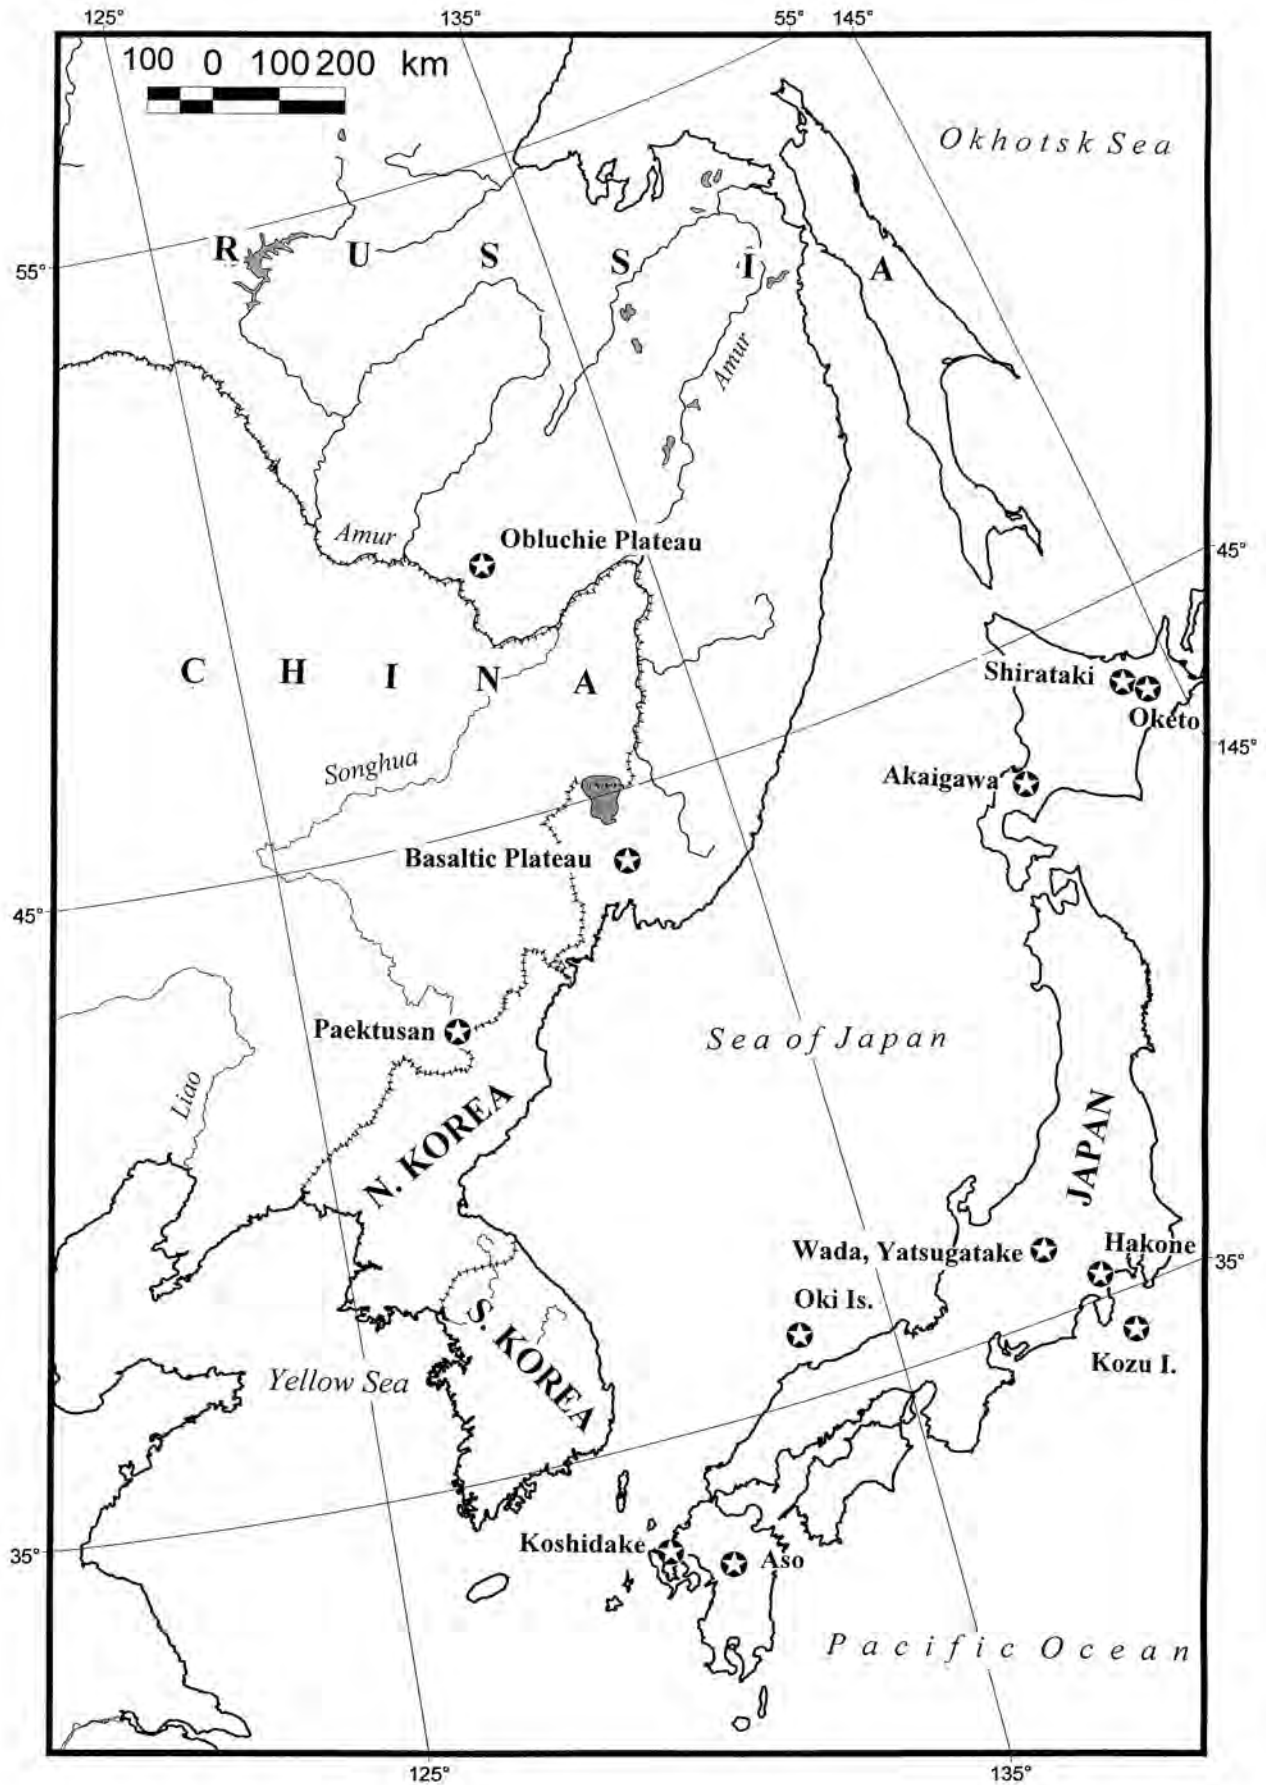 125°
135°
55°
145°
100 0 100 200 km
Okhotsk Sea
R U S S I A
55°
Amur
Amur
Obluchie Plateau
45°
C H I N A
Shirataki
Oketo
145°
Songhua
Akaigawa
Basaltic Plateau
45°
Paektusan
Sea of Japan
Liao
N. KOREA
JAPAN
Wada, Yatsugatake
Hakone
35°
Oki Is.
S. KOREA
Kozu I.
Yellow Sea
Koshidake
Aso
35°
Pacific Ocean
125°
135°